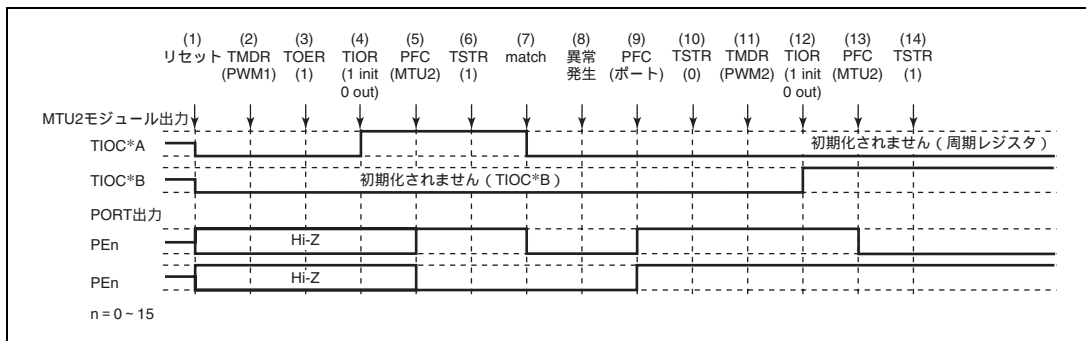 (1) (2) (3) (4) (5) (6) (7) (8) (9) (10) (11) (12) (13) (14)
リセット TMDR TOER TIOR PFC TSTR match 異常 PFC TSTR TMDR TIOR PFC TSTR
(PWM1) (1) (1 init (MTU2) (1) 発生 (ポート) (0) (PWM2) (1 init (MTU2) (1)
0 out) 0 out)
MTU2モジュール出力
TIOC*A 初期化されません（周期レジスタ）
TIOC*B 初期化されません（TIOC*B）
PORT出力
PEn Hi-Z
PEn Hi-Z
n = 0 ~ 15